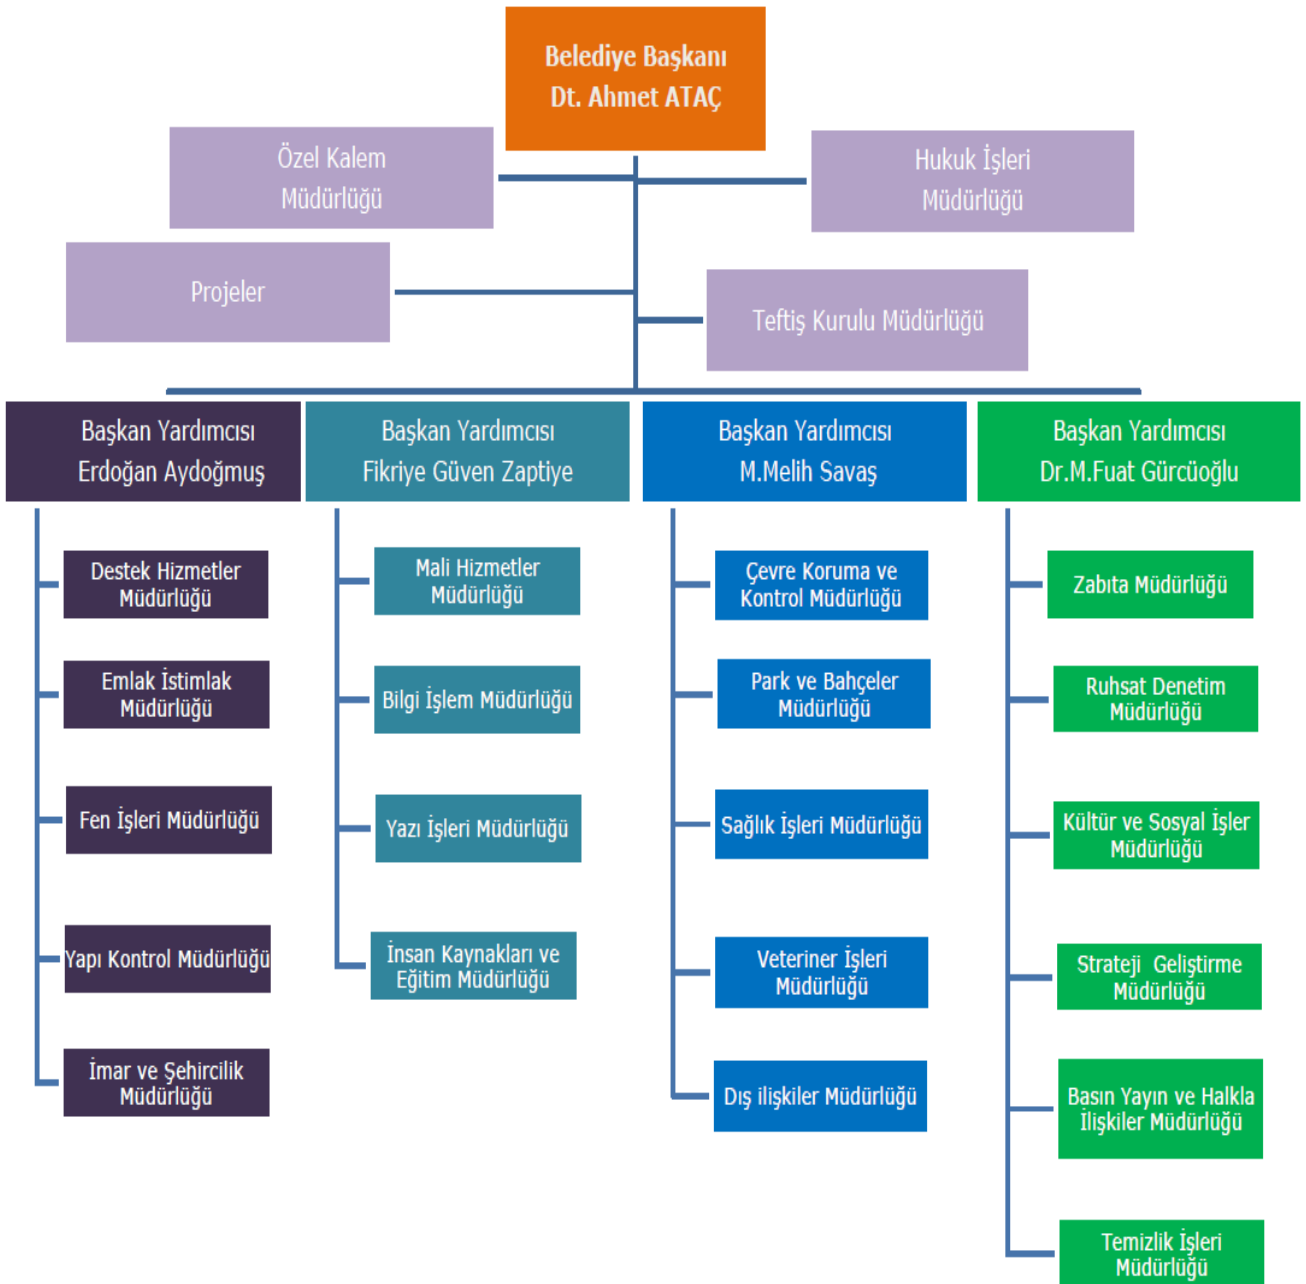 Belediye Başkanı
Dt. Ahmet ATAÇ
Özel Kalem
Müdürlüğü
Hukuk İşleri
Müdürlüğü
Projeler
Teftiş Kurulu Müdürlüğü
Başkan Yardımcısı
Erdoğan Aydoğmuş
Destek Hizmetler
Müdürlüğü
Emlak İstimlak
Müdürlüğü
Fen İşleri Müdürlüğü
Yapı Kontrol Müdürlüğü
İmar ve Şehircilik
Müdürlüğü
Başkan Yardımcısı
Fikriye Güven Zaptiye
Mali Hizmetler
Müdürlüğü
Bilgi İşlem Müdürlüğü
Yazı İşleri Müdürlüğü
İnsan Kaynakları ve
Eğitim Müdürlüğü
Başkan Yardımcısı
M.Melih Savaş
Çevre Koruma ve
Kontrol Müdürlüğü
Park ve Bahçeler
Müdürlüğü
Sağlık İşleri Müdürlüğü
Veteriner İşleri
Müdürlüğü
Dış ilişkiler Müdürlüğü
Başkan Yardımcısı
Dr.M.Fuat Gürcüoğlu
Zabıta Müdürlüğü
Ruhsat Denetim
Müdürlüğü
Kültür ve Sosyal İşler
Müdürlüğü
Strateji  Geliştirme
Müdürlüğü
Basın Yayın ve Halkla
İlişkiler Müdürlüğü
Temizlik İşleri
Müdürlüğü